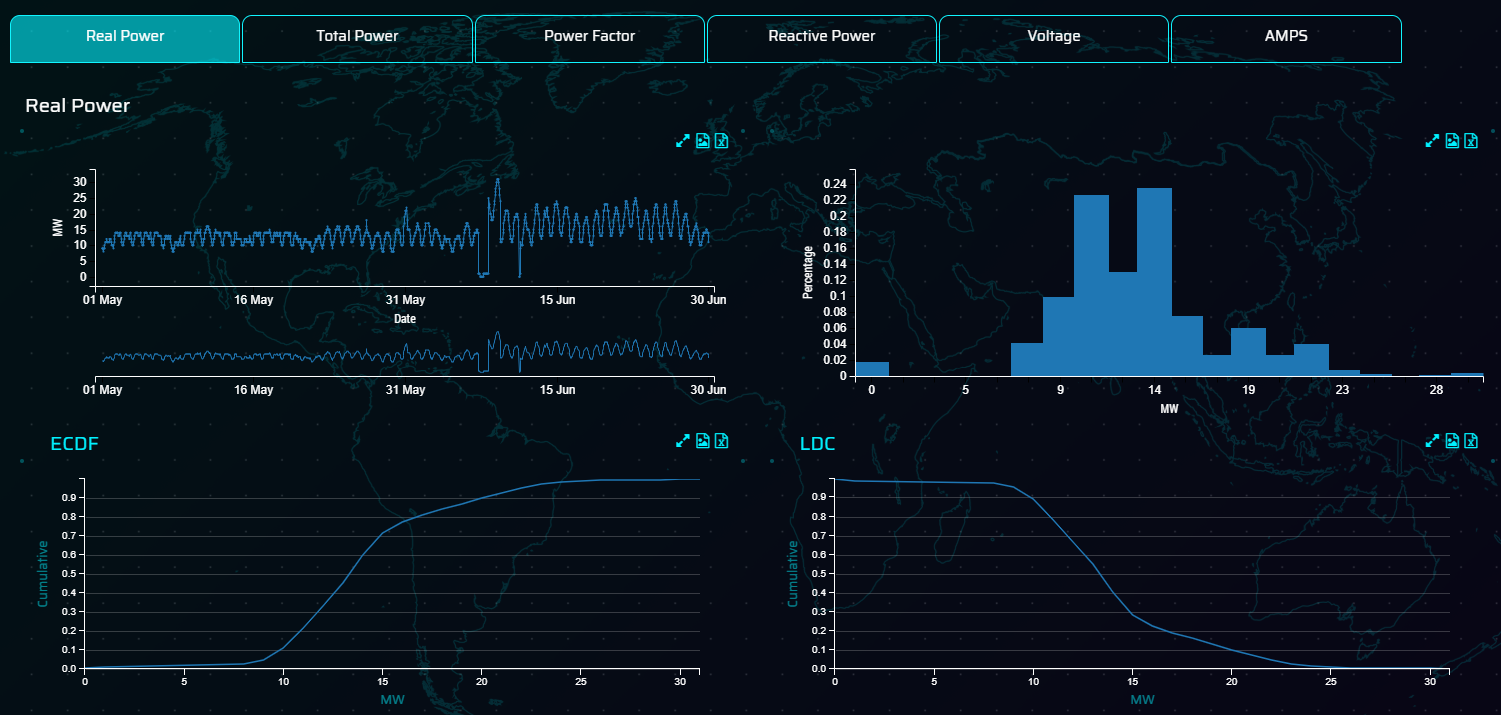 Real Power Total Power Power Factor Reactive Power Voltage AMPS
Real Power
MW
30
25
20
15
10
5
0
01 May 16 May 31 May 15 Jun 30 Jun
Date
01 May 16 May 31 May 15 Jun 30 Jun
Percentage
0.24
0.22
0.2
0.18
0.16
0.14
0.12
0.1
0.08
0.06
0.04
0.02
0
0 5 9 14 19 23 28
MW
ECDF
Cumulative
0.9
0.8
0.7
0.6
0.5
0.4
0.3
0.2
0.1
0.0
0 5 10 15 20 25 30
MW
LDC
Cumulative
0.9
0.8
0.7
0.6
0.5
0.4
0.3
0.2
0.1
0.0
0 5 10 15 20 25 30
MW